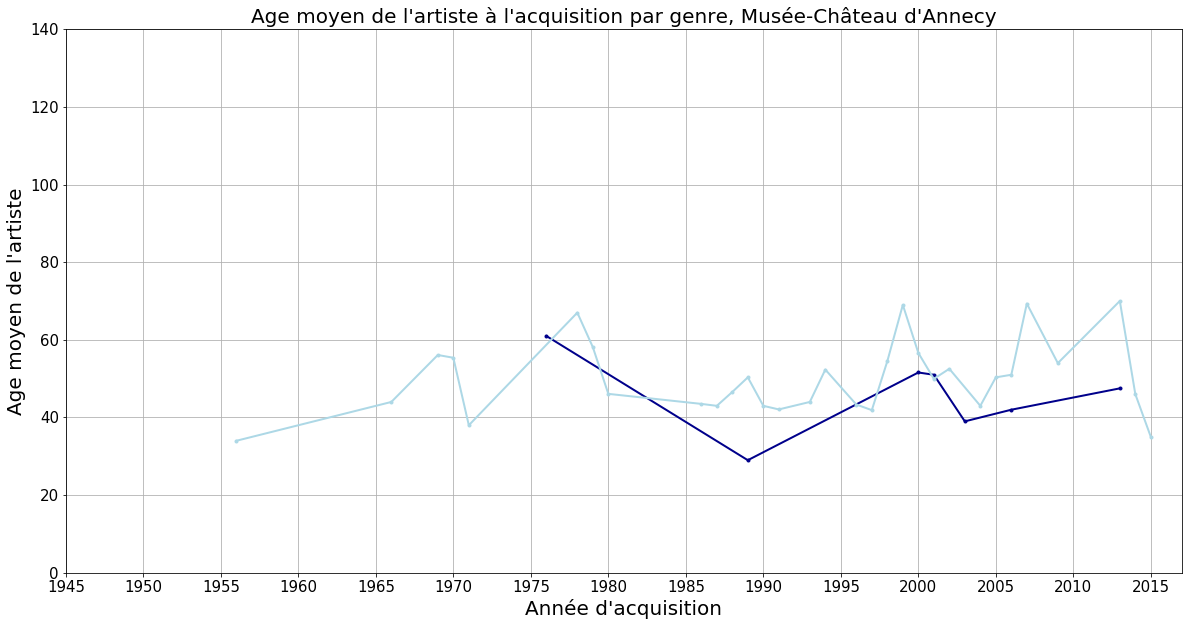 Age moyen de l'artiste à l'acquisition par genre, Musée-Château d'Annecy
140
120
100
80
60
40
20
0
Age moyen de l'artiste
1945 1950 1955 1960 1965 1970 1975 1980 1985 1990 1995 2000 2005 2010 2015
Année d'acquisition